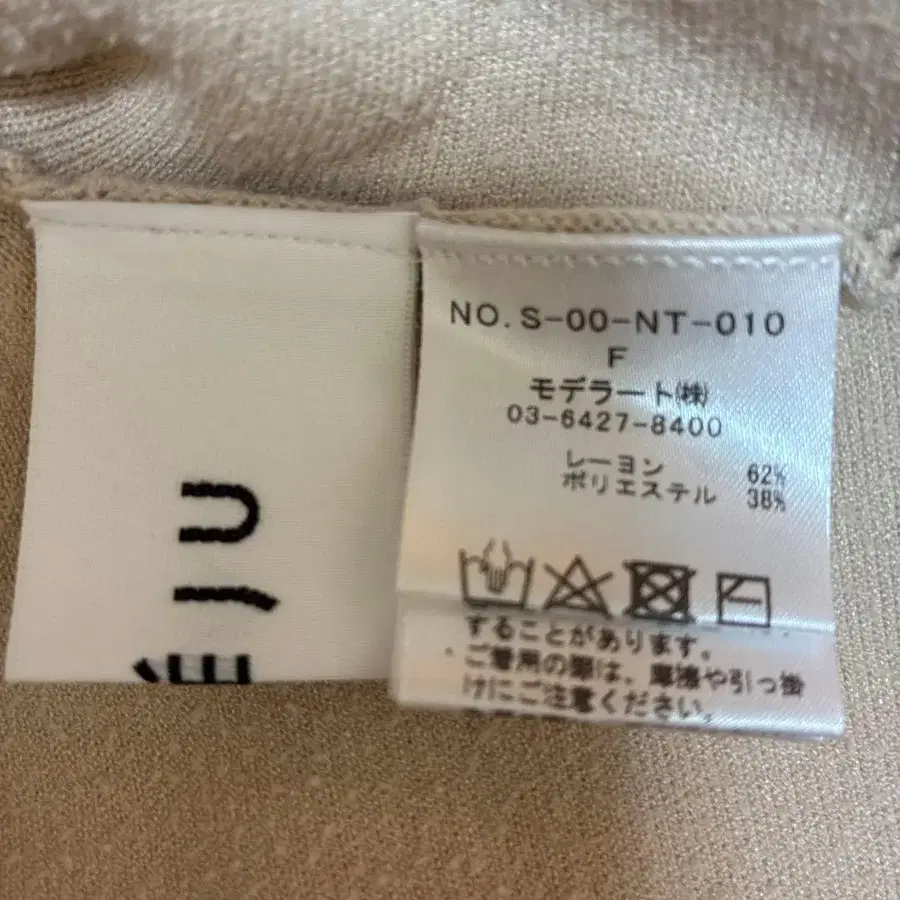 NO.S-00-NT-010
F
モデラート㈱
03-6427-8400
レーヨン 62%
ポリエステル 38%
することがあります。
・ご着用の際は、摩擦や引っ掛
けにご注意ください。